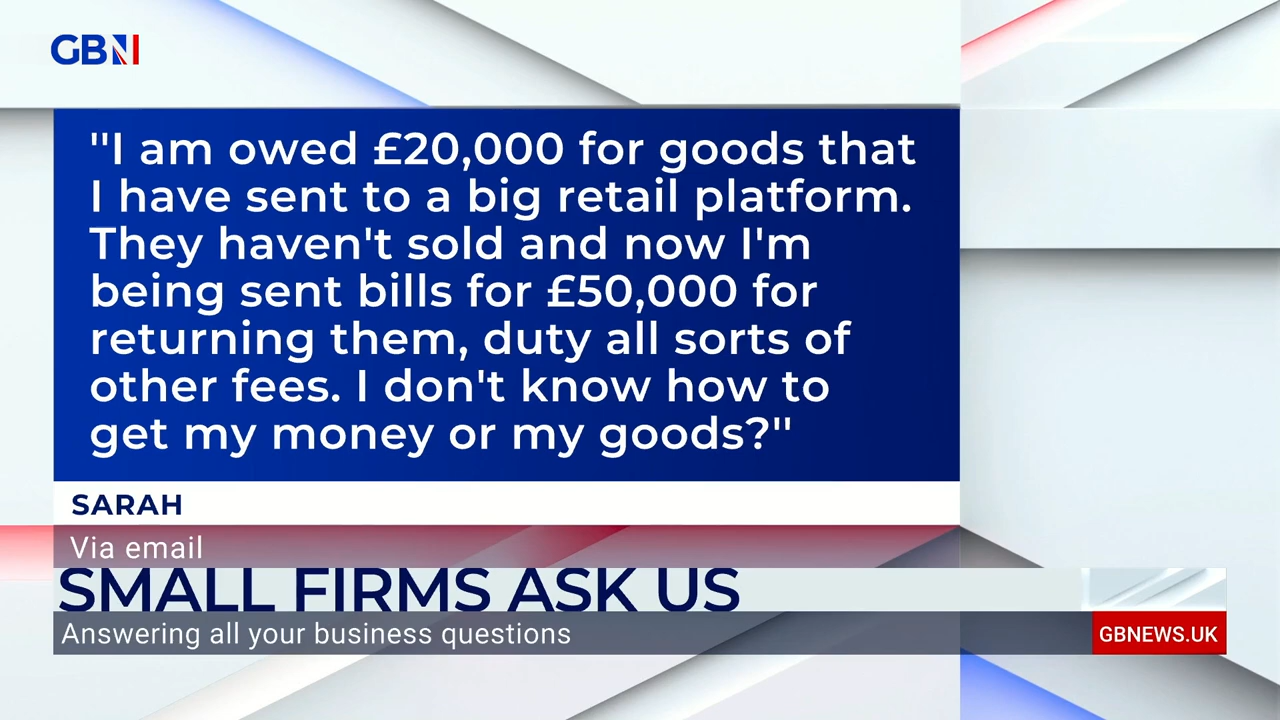 GBN
"I am owed £20,000 for goods that
I have sent to a big retail platform.
They haven't sold and now I'm
being sent bills for £50,000 for
returning them, duty all sorts of
other fees. I don't know how to
get my money or my goods?"
SARAH
Via email
SMALL FIRMS ASK US
Answering all your business questions
GBNEWS.UK